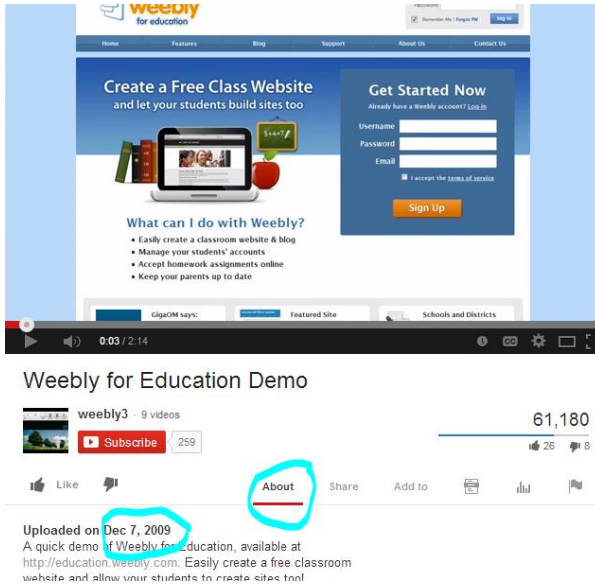 weebly
for education
Password
Remember Me | Forgot PW
log in
Home Features Blog Support About Us Contact Us
Create a Free Class Website
and let your students build sites too
5+4=7/
What can I do with Weebly?
Easily create a classroom website & blog
Manage your students' accounts
Accept homework assignments online
Keep your parents up to date
Get Started Now
Already have a Weebly account? Log-in
Username
Password
Email
I accept the terms of service
Sign Up
GigaOM says: Featured Site Schools and Districts
0:03 / 2:14 CC
Weebly for Education Demo
weebly3 · 9 videos
Subscribe 259
61,180
26 8
Like About Share Add to
Uploaded on Dec 7, 2009
A quick demo of Weebly for Education, available at
http://education.weebly.com. Easily create a free classroom
website and allow your students to create sites too!